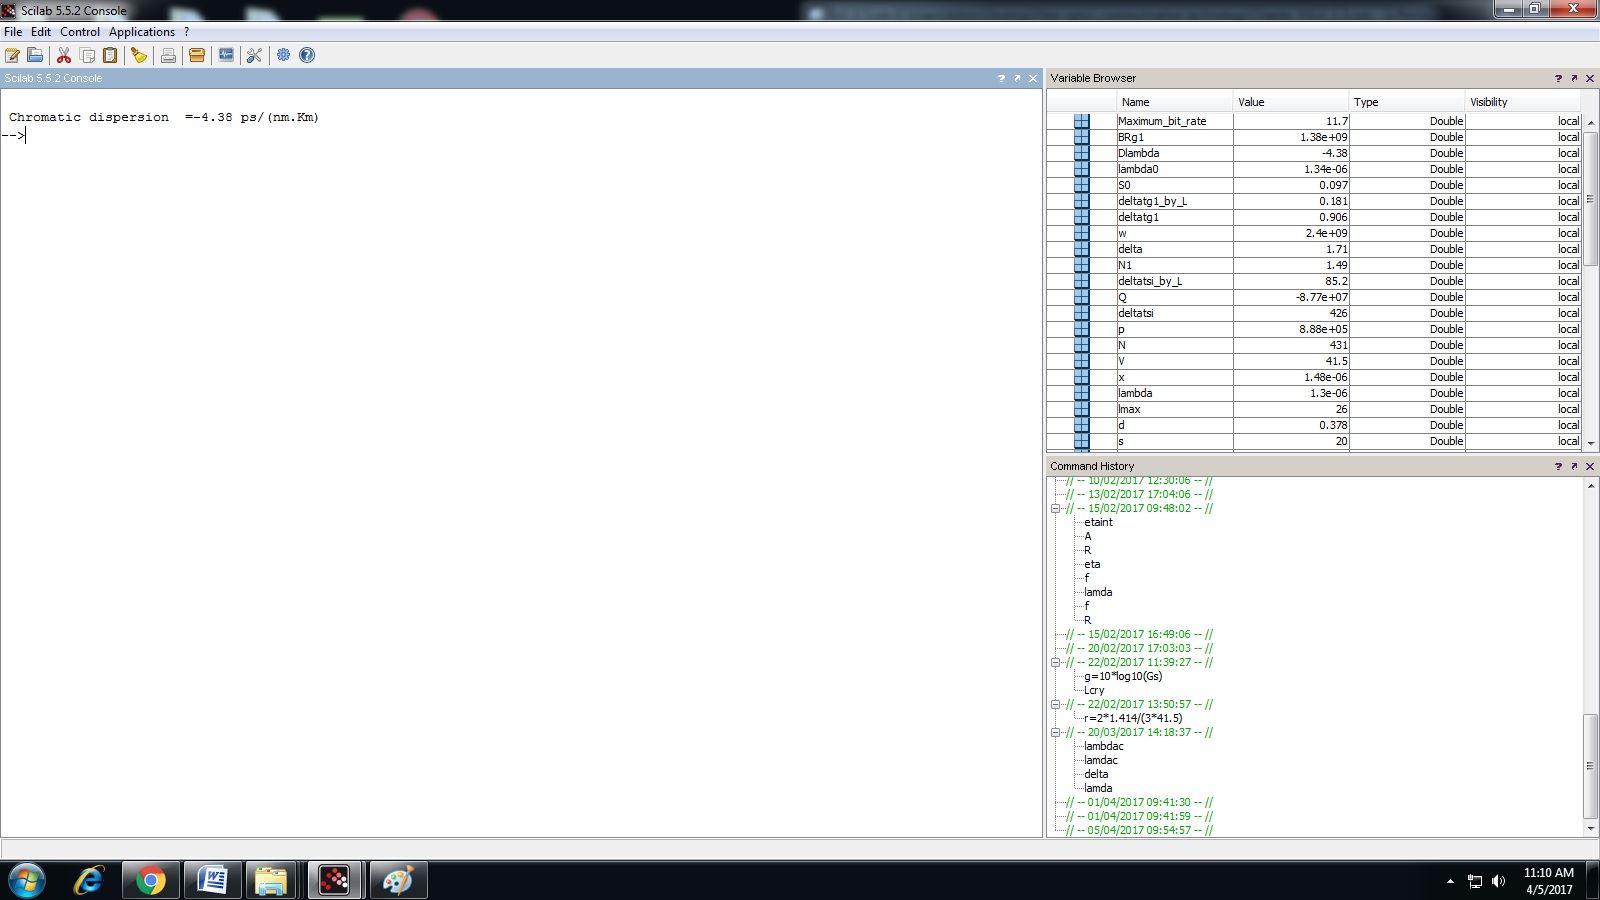 Scilab 5.5.2 Console
File Edit Control Applications ?
Scilab 5.5.2 Console
Chromatic dispersion  =-4.38 ps/(nm.Km)
-->
Variable Browser
Name Value Type Visibility
Maximum_bit_rate 11.7 Double local
BRg1 1.38e+09 Double local
Dlambda -4.38 Double local
lambda0 1.34e-06 Double local
S0 0.097 Double local
deltatg1_by_L 0.181 Double local
deltatg1 0.906 Double local
w 2.4e+09 Double local
delta 1.71 Double local
N1 1.49 Double local
deltatsi_by_L 85.2 Double local
Q -8.77e+07 Double local
deltatsi 426 Double local
p 8.88e+05 Double local
N 431 Double local
V 41.5 Double local
x 1.48e-06 Double local
lambda 1.3e-06 Double local
lmax 26 Double local
d 0.378 Double local
s 20 Double local
Command History
// -- 10/02/2017 12:30:06 -- //
// -- 13/02/2017 17:04:06 -- //
// -- 15/02/2017 09:48:02 -- //
etaint
A
R
eta
f
lamda
f
R
// -- 15/02/2017 16:49:06 -- //
// -- 20/02/2017 17:03:03 -- //
// -- 22/02/2017 11:39:27 -- //
g=10*log10(Gs)
Lcry
// -- 22/02/2017 13:50:57 -- //
r=2*1.414/(3*41.5)
// -- 20/03/2017 14:18:37 -- //
lambdac
lamdac
delta
lamda
// -- 01/04/2017 09:41:30 -- //
// -- 01/04/2017 09:41:59 -- //
// -- 05/04/2017 09:54:57 -- //
11:10 AM
4/5/2017